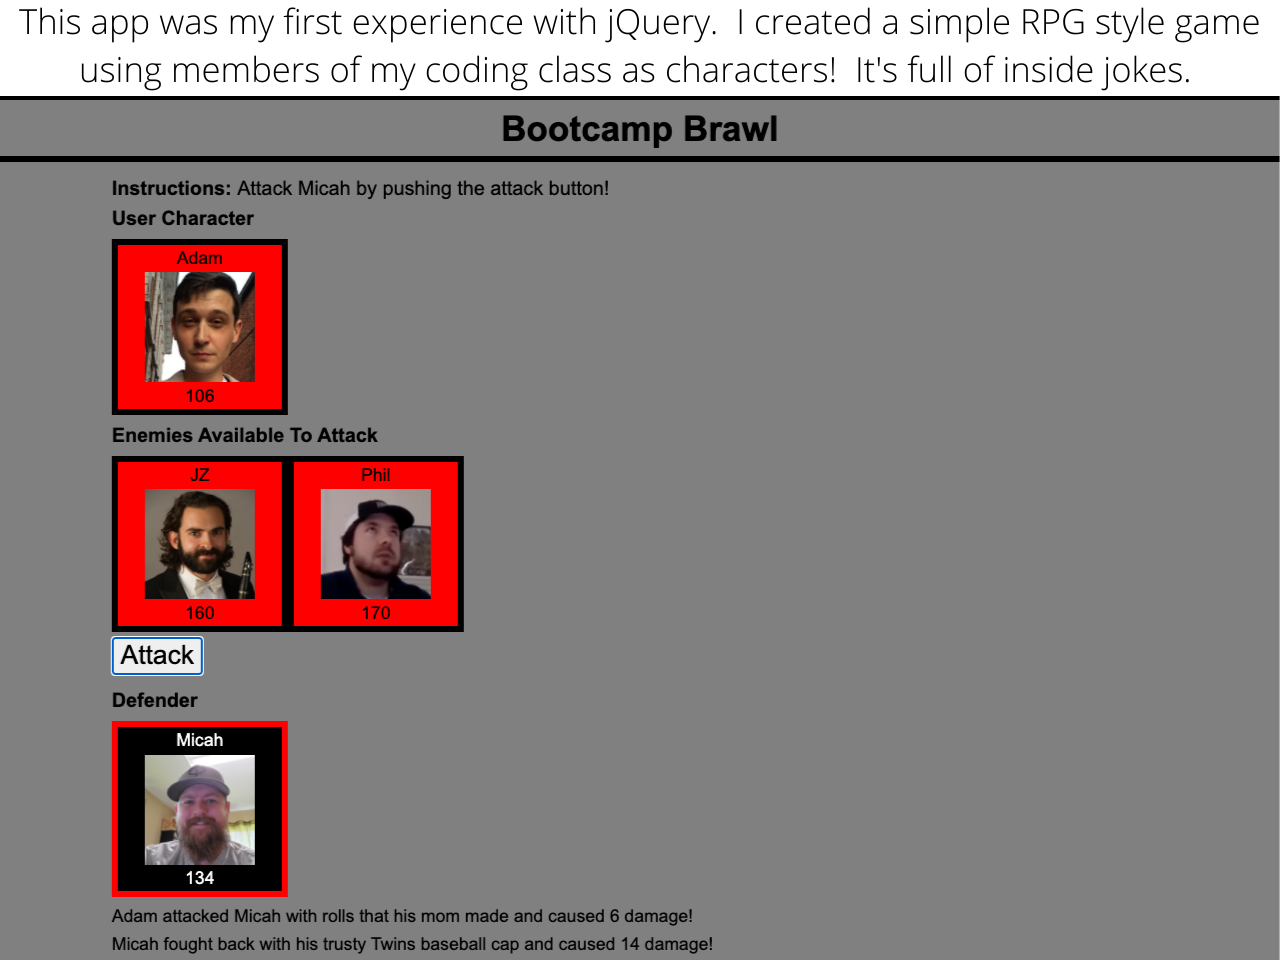 This app was my first experience with jQuery.  I created a simple RPG style game
using members of my coding class as characters!  It's full of inside jokes.
Bootcamp Brawl
Instructions: Attack Micah by pushing the attack button!
User Character
Adam
106
Enemies Available To Attack
JZ
Phil
160
170
Attack
Defender
Micah
134
Adam attacked Micah with rolls that his mom made and caused 6 damage!
Micah fought back with his trusty Twins baseball cap and caused 14 damage!